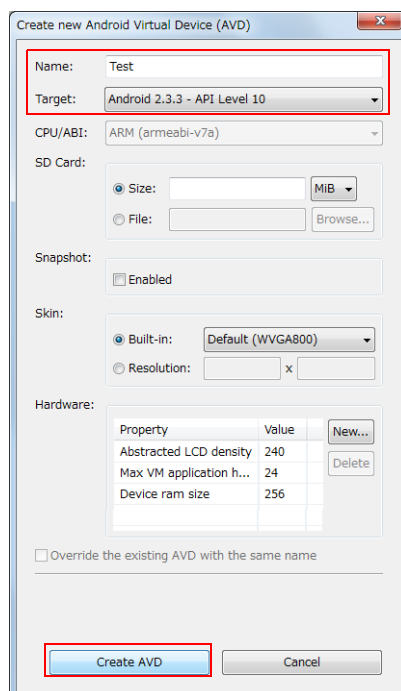 Create new Android Virtual Device (AVD)
Name: Test
Target: Android 2.3.3 - API Level 10
CPU/ABI: ARM (armeabi-v7a)
SD Card:
Size: MiB
File: Browse...
Snapshot:
Enabled
Skin:
Built-in: Default (WVGA800)
Resolution: x
Hardware:
Property Value New...
Abstracted LCD density 240
Delete
Max VM application h... 24
Device ram size 256
Override the existing AVD with the same name
Create AVD Cancel